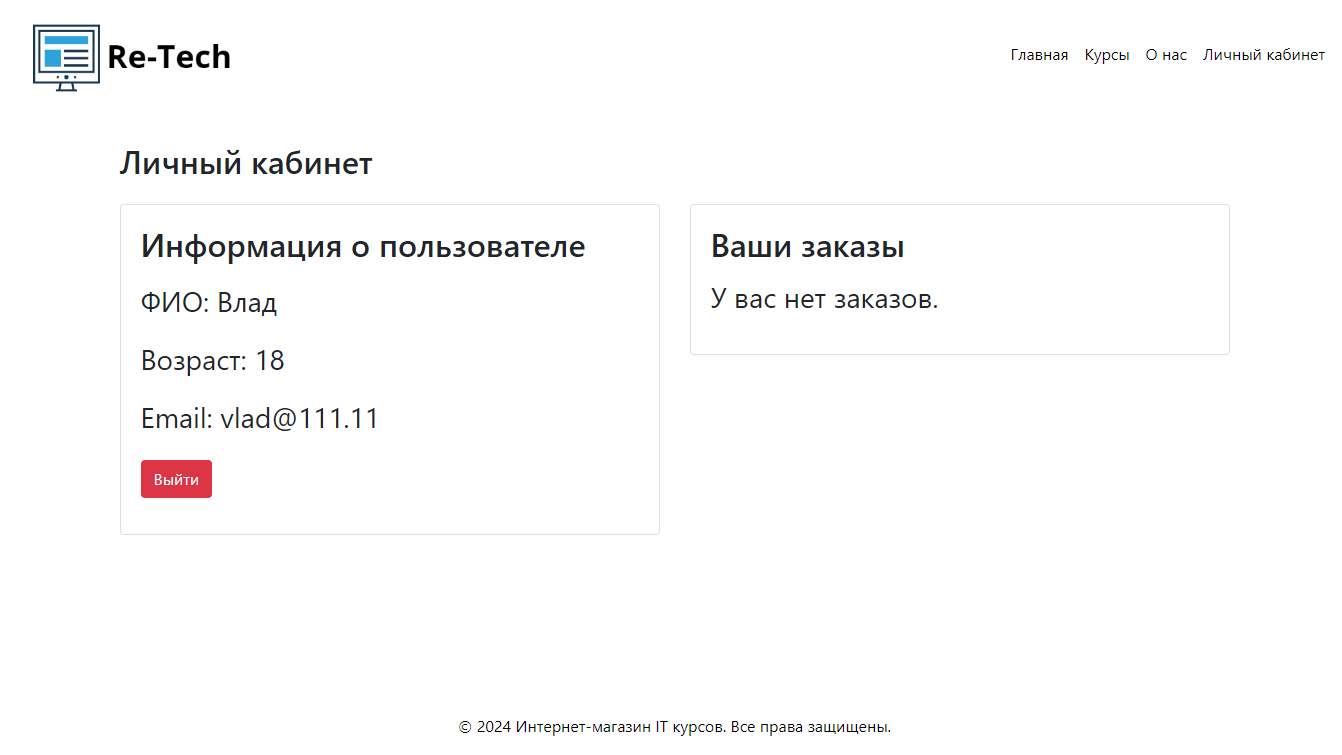 Re-Tech
Главная Курсы О нас Личный кабинет
Личный кабинет
Информация о пользователе
ФИО: Влад
Возраст: 18
Email: vlad@111.11
Выйти
Ваши заказы
У вас нет заказов.
© 2024 Интернет-магазин IT курсов. Все права защищены.